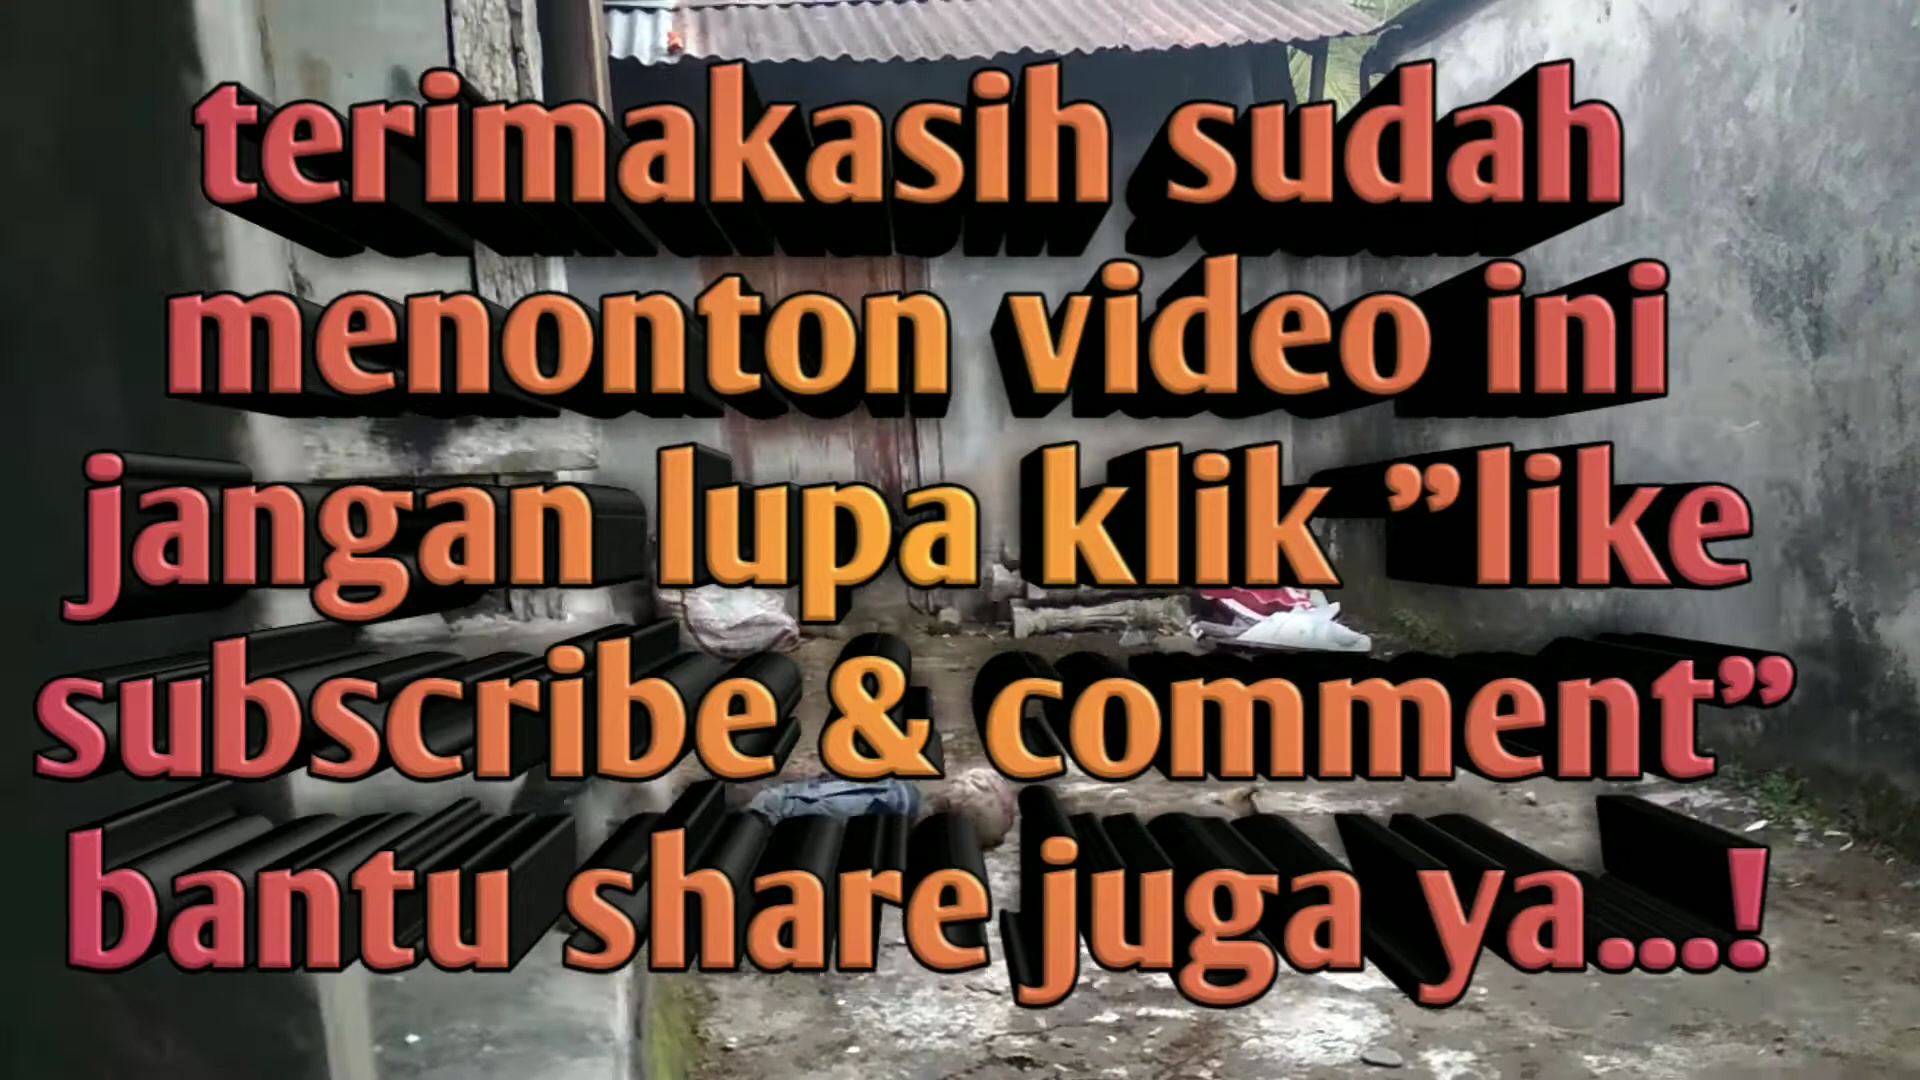 terimakasih sudah
menonton video ini
jangan lupa klik ”like
subscribe & comment”
bantu share juga ya...!